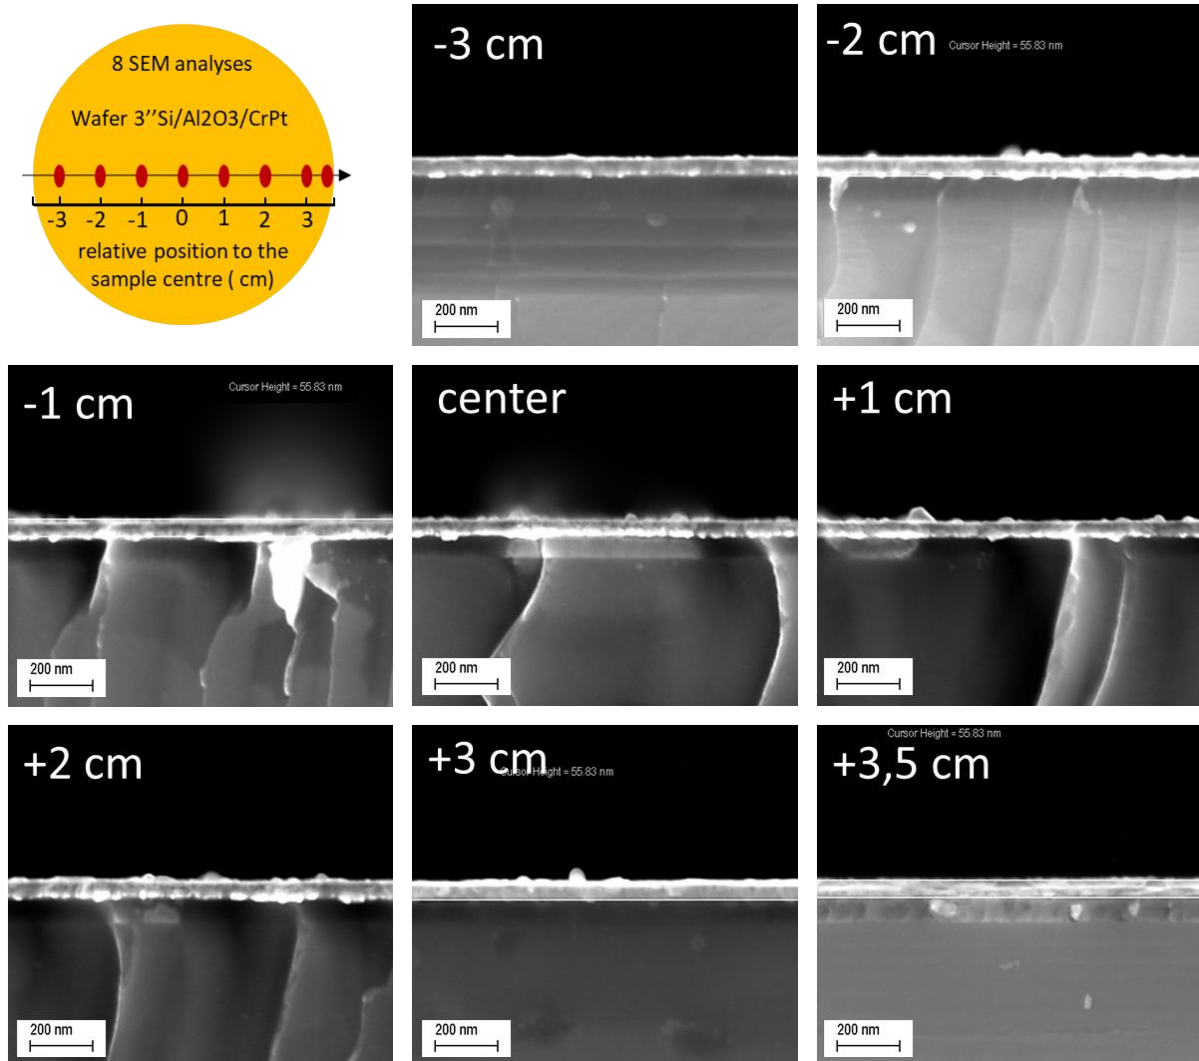 8 SEM analyses
Wafer 3’’Si/Al2O3/CrPt
-3 -2 -1 0 1 2 3
relative position to the
sample centre ( cm)
-3 cm
200 nm
-2 cm
Cursor Height = 55.83 nm
200 nm
-1 cm
Cursor Height = 55.83 nm
200 nm
center
200 nm
+1 cm
200 nm
+2 cm
200 nm
+3 cm
Cursor Height = 55.83 nm
200 nm
+3,5 cm
Cursor Height = 55.83 nm
200 nm